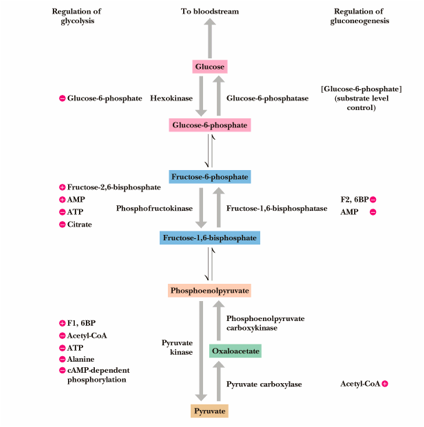 Regulation of
glycolysis
To bloodstream
Regulation of
gluconeogenesis
Glucose
− Glucose-6-phosphate
Hexokinase
Glucose-6-phosphatase
[Glucose-6-phosphate]
(substrate level
control)
Glucose-6-phosphate
Fructose-6-phosphate
+ Fructose-2,6-bisphosphate
+ AMP
− ATP
− Citrate
Phosphofructokinase
Fructose-1,6-bisphosphatase
F2, 6BP −
AMP −
Fructose-1,6-bisphosphate
Phosphoenolpyruvate
+ F1, 6BP
− Acetyl-CoA
− ATP
− Alanine
− cAMP-dependent
phosphorylation
Pyruvate
kinase
Phosphoenolpyruvate
carboxykinase
Oxaloacetate
Pyruvate carboxylase
Acetyl-CoA +
Pyruvate